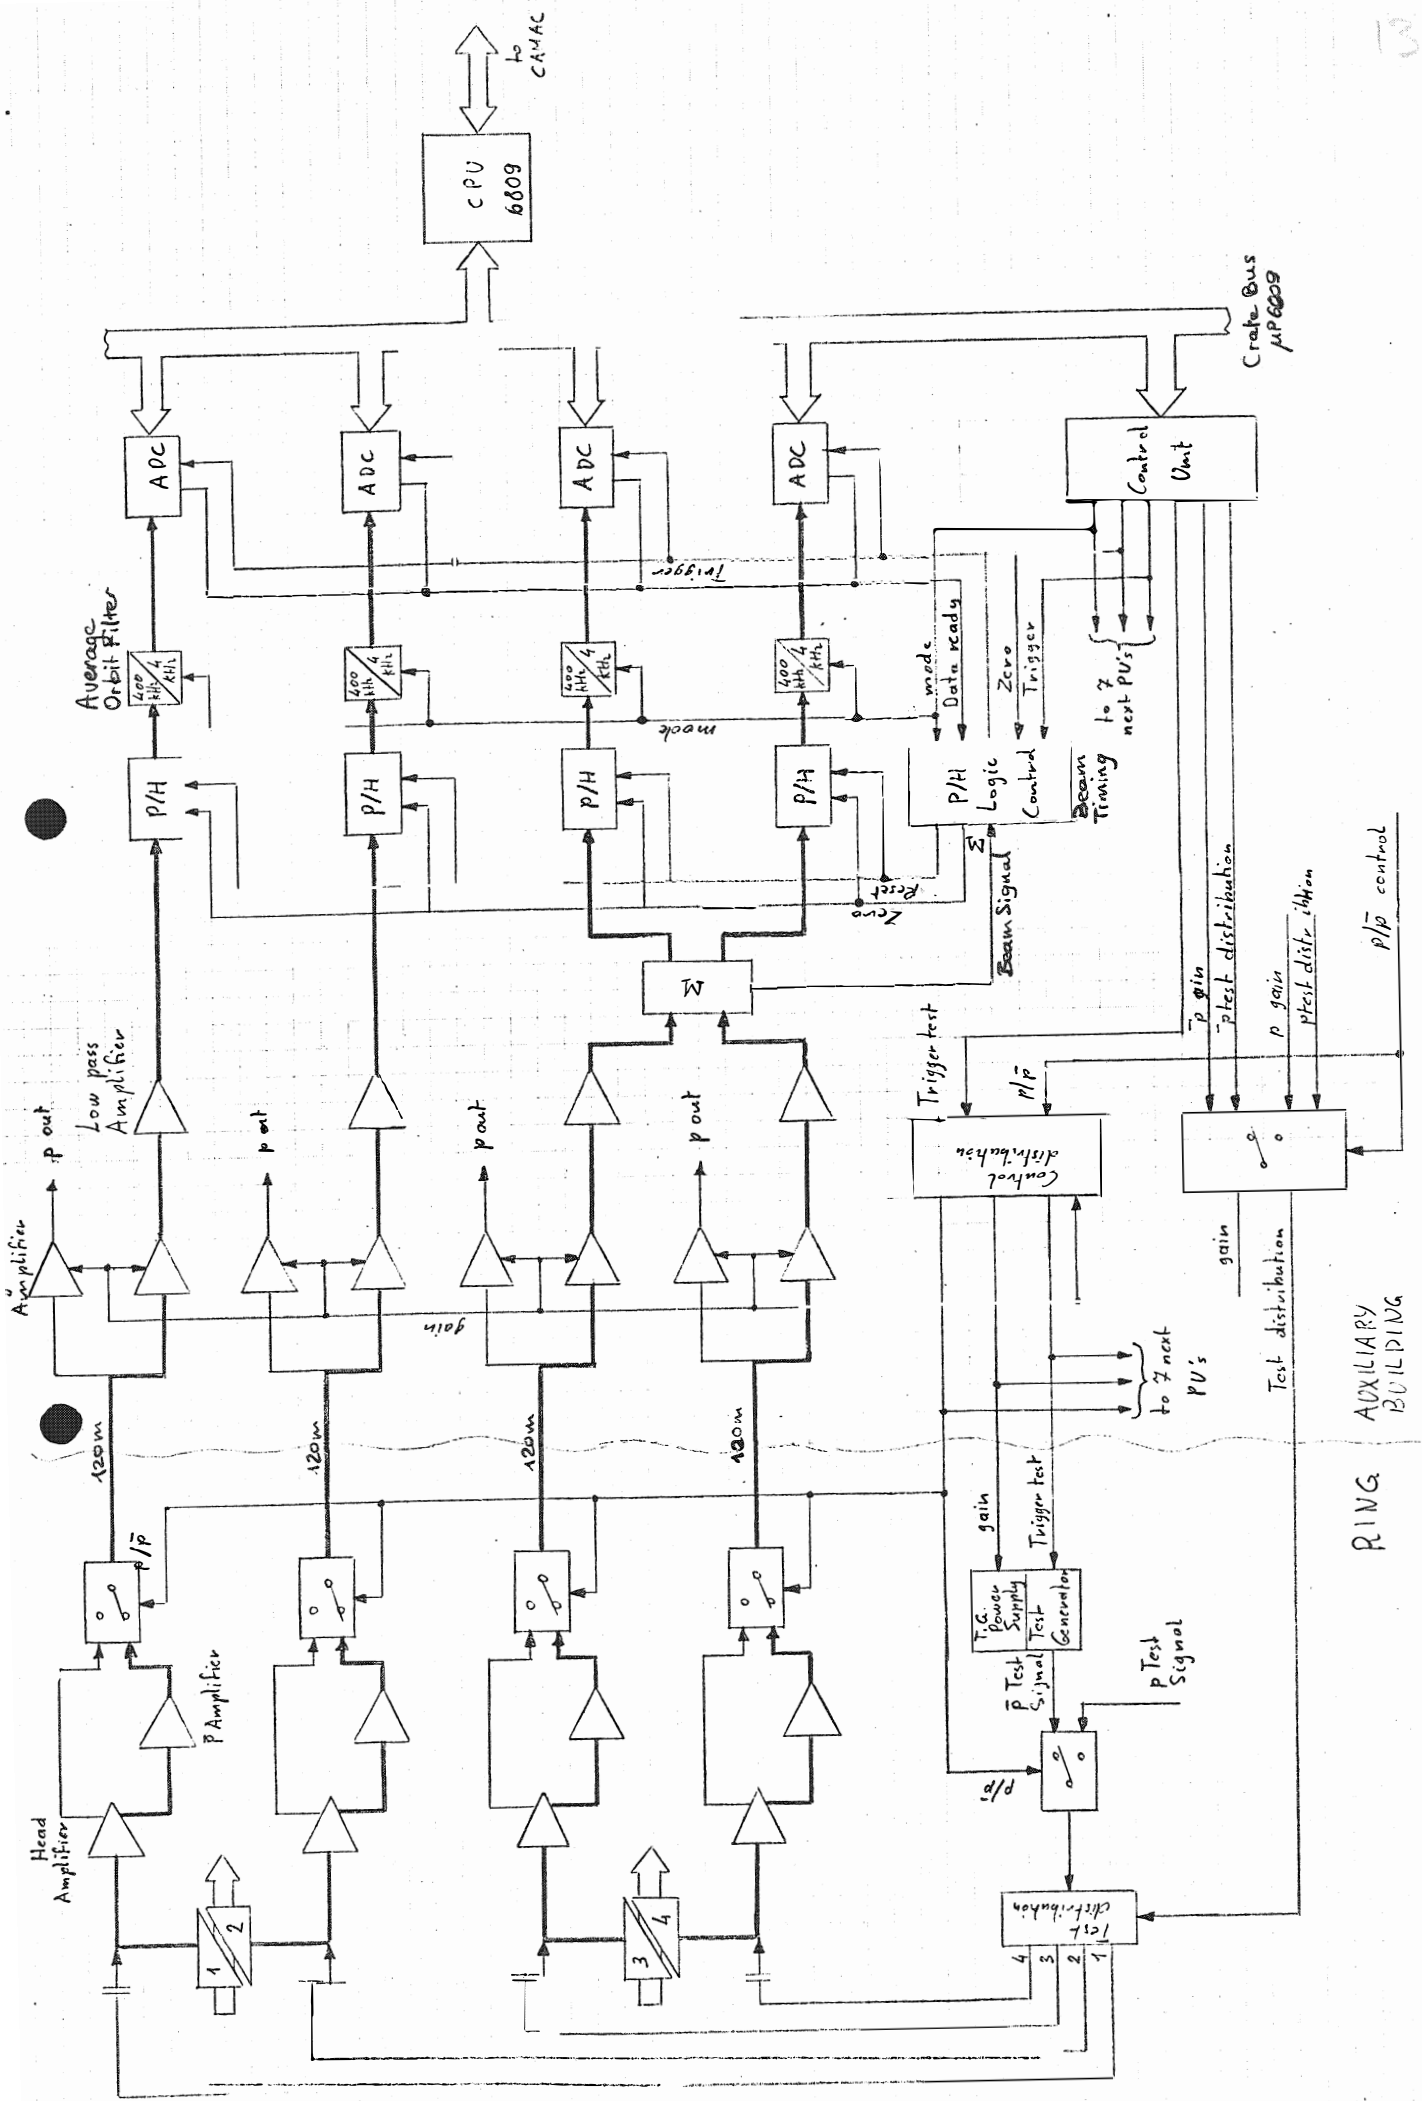 13
to
CAMAC
CPU
6809
Crate Bus
µP6809
ADC
ADC
ADC
ADC
Control
Unit
Trigger
Average
Orbit Filter
400
kHz
4
kHz
400
kHz
4
kHz
400
kHz
4
kHz
400
kHz
4
kHz
mode
mode
Data ready
Zero
Trigger
to 7
next PU's
P/H
P/H
P/H
P/H
P/H
Logic
Control
Beam
Timing
Σ
Reset
Zero
Beam Signal
Σ
p̄ gain
p̄ test distribution
p gain
p test distribution
p/p̄ control
Low pass
Amplifier
p out
p out
p out
p out
Trigger test
p/p̄
Control
distribution
Amplifier
gain
gain
Test distribution
120m
120m
120m
120m
to 7 next
PU's
RING
AUXILIARY
BUILDING
p/p̄
gain
Trigger test
T.G.
Power
Supply
Test
Generator
p̄ Amplifier
p̄ Test
Signal
p Test
Signal
p/p̄
Head
Amplifier
1
2
3
4
Test
distribution
4
3
2
1